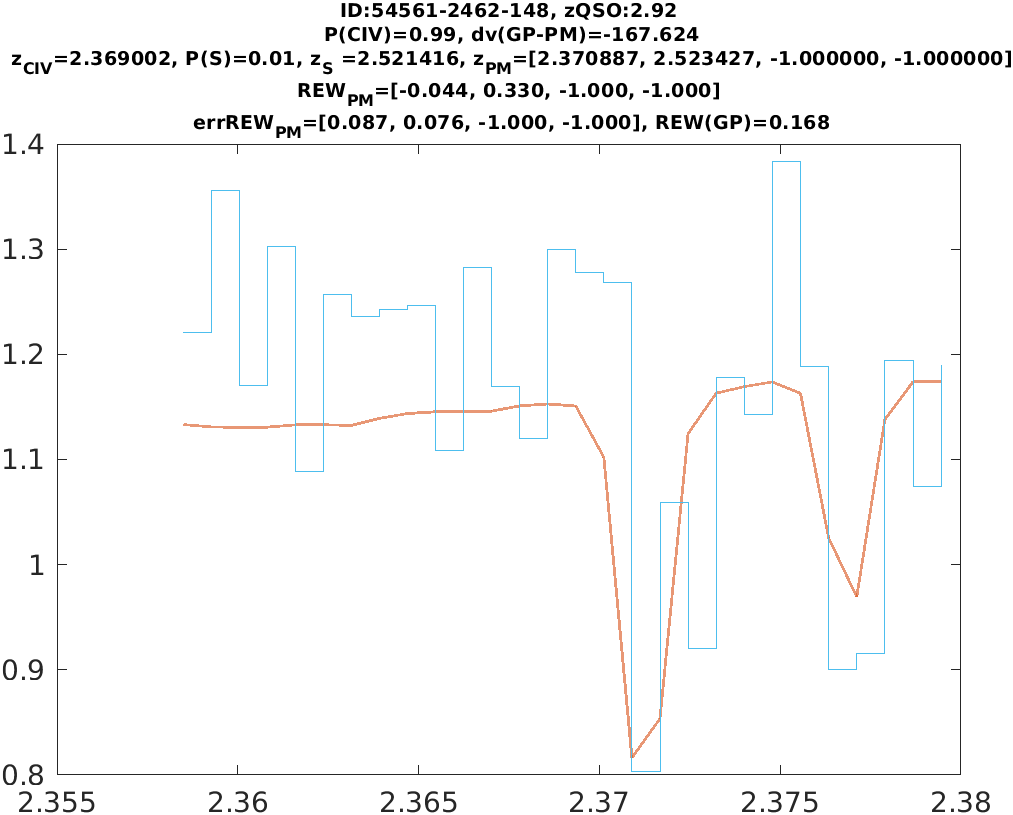 ID:54561-2462-148, zQSO:2.92
P(CIV)=0.99, dv(GP-PM)=-167.624
zCIV=2.369002, P(S)=0.01, zS =2.521416, zPM=[2.370887, 2.523427, -1.000000, -1.000000]
REWPM=[-0.044, 0.330, -1.000, -1.000]
errREWPM=[0.087, 0.076, -1.000, -1.000], REW(GP)=0.168
1.4
1.3
1.2
1.1
1
0.9
0.8
2.355 2.36 2.365 2.37 2.375 2.38